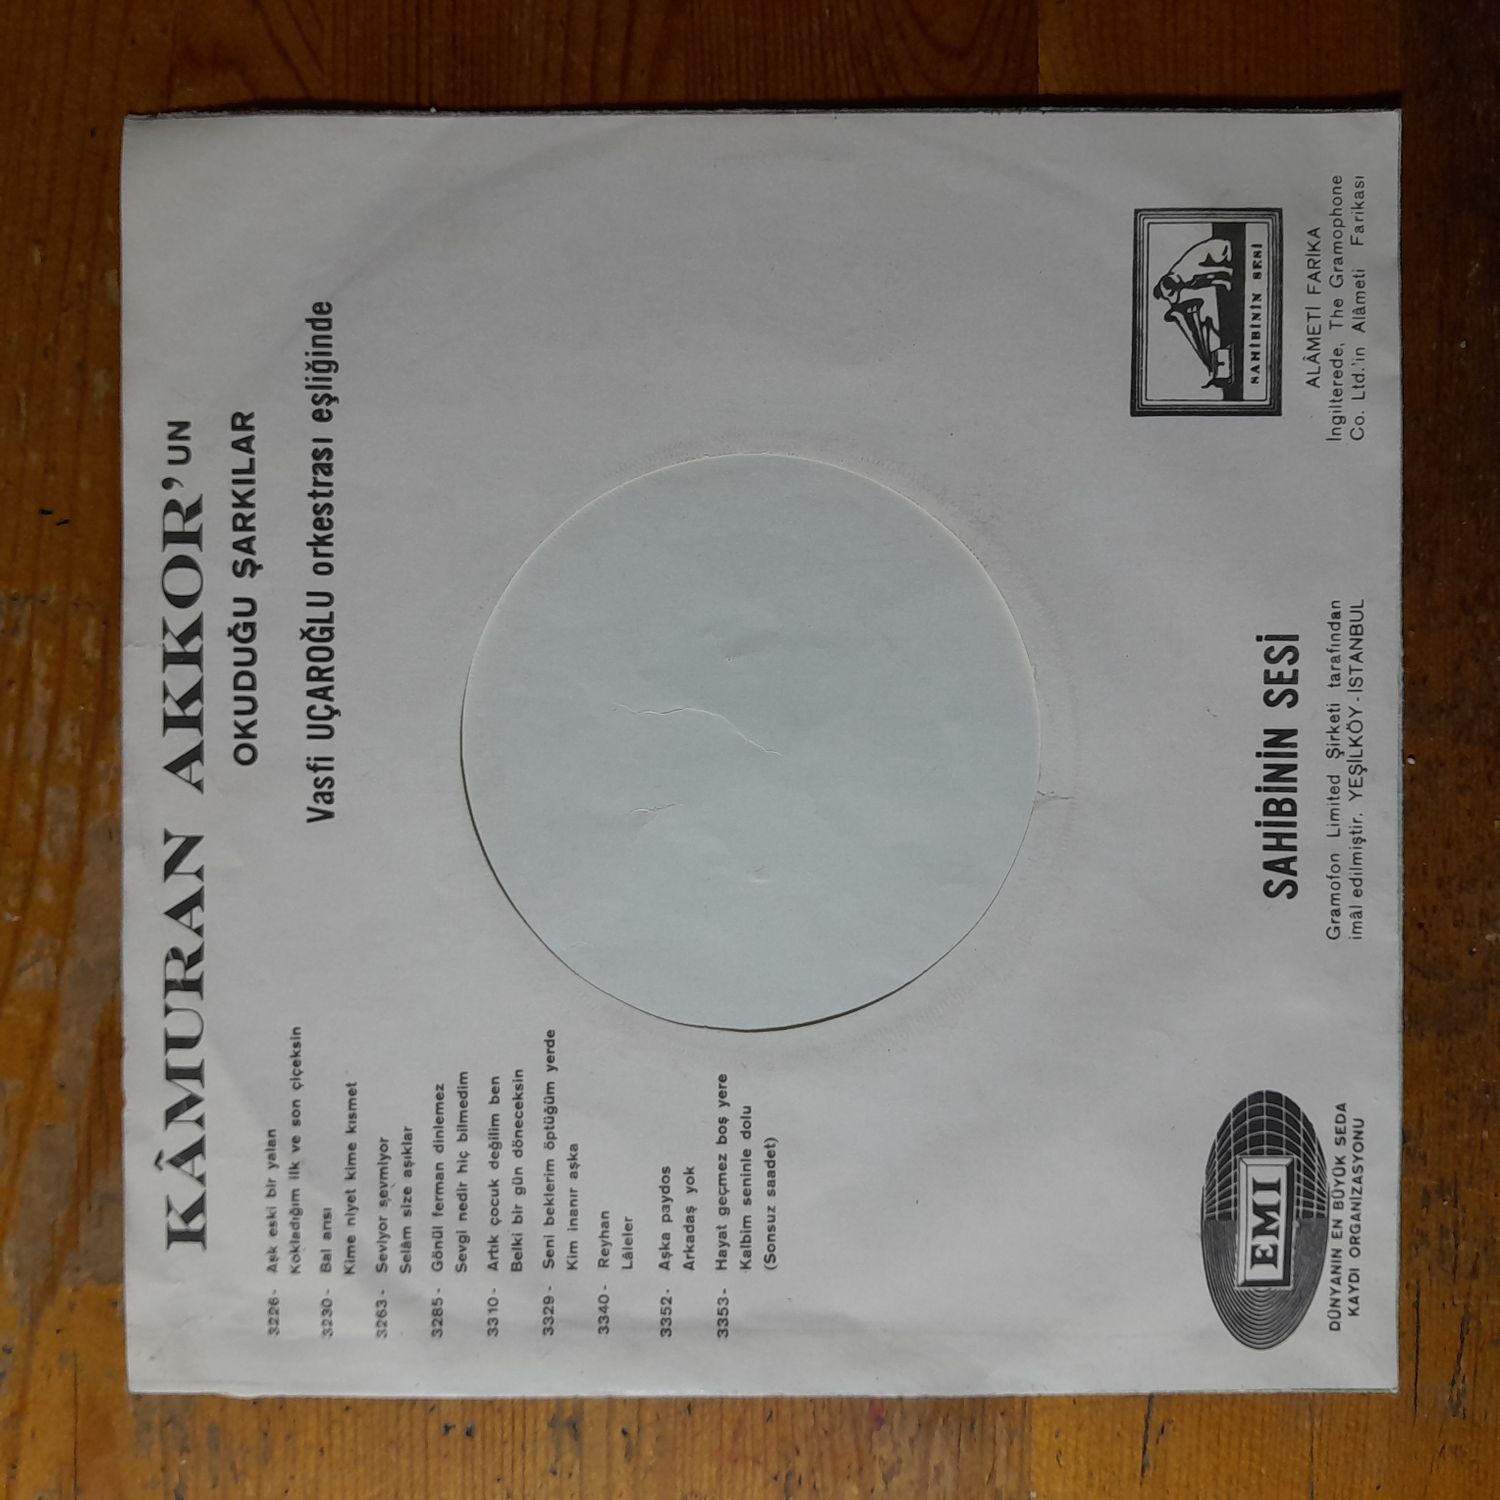 KÂMURAN AKKOR'UN
OKUDUĞU ŞARKILAR
Vasfi UÇAROĞLU orkestrası eşliğinde
3226- Aşk eski bir yalan
Kokladığım ilk ve son çiçeksin
3230- Bal arısı
Kime niyet kime kısmet
3263- Seviyor sevmiyor
Selâm size aşıklar
3285- Gönül ferman dinlemez
Sevgi nedir hiç bilmedim
3310- Artık çocuk değilim ben
Belki bir gün döneceksin
3329- Seni beklerim öptüğüm yerde
Kim inanır aşka
3340- Reyhan
Lâleler
3352- Aşka paydos
Arkadaş yok
3353- Hayat geçmez boş yere
Kalbim seninle dolu
(Sonsuz saadet)
EMI
DÜNYANIN EN BÜYÜK SEDA
KAYDI ORGANİZASYONU
SAHİBİNİN SESİ
Gramofon Limited Şirketi tarafından
imâl edilmiştir. YEŞİLKÖY-İSTANBUL
SAHİBİNİN SESİ
ALÂMETİ FARİKA
İngilterede, The Gramophone
Co. Ltd.'in Alâmeti Farikası